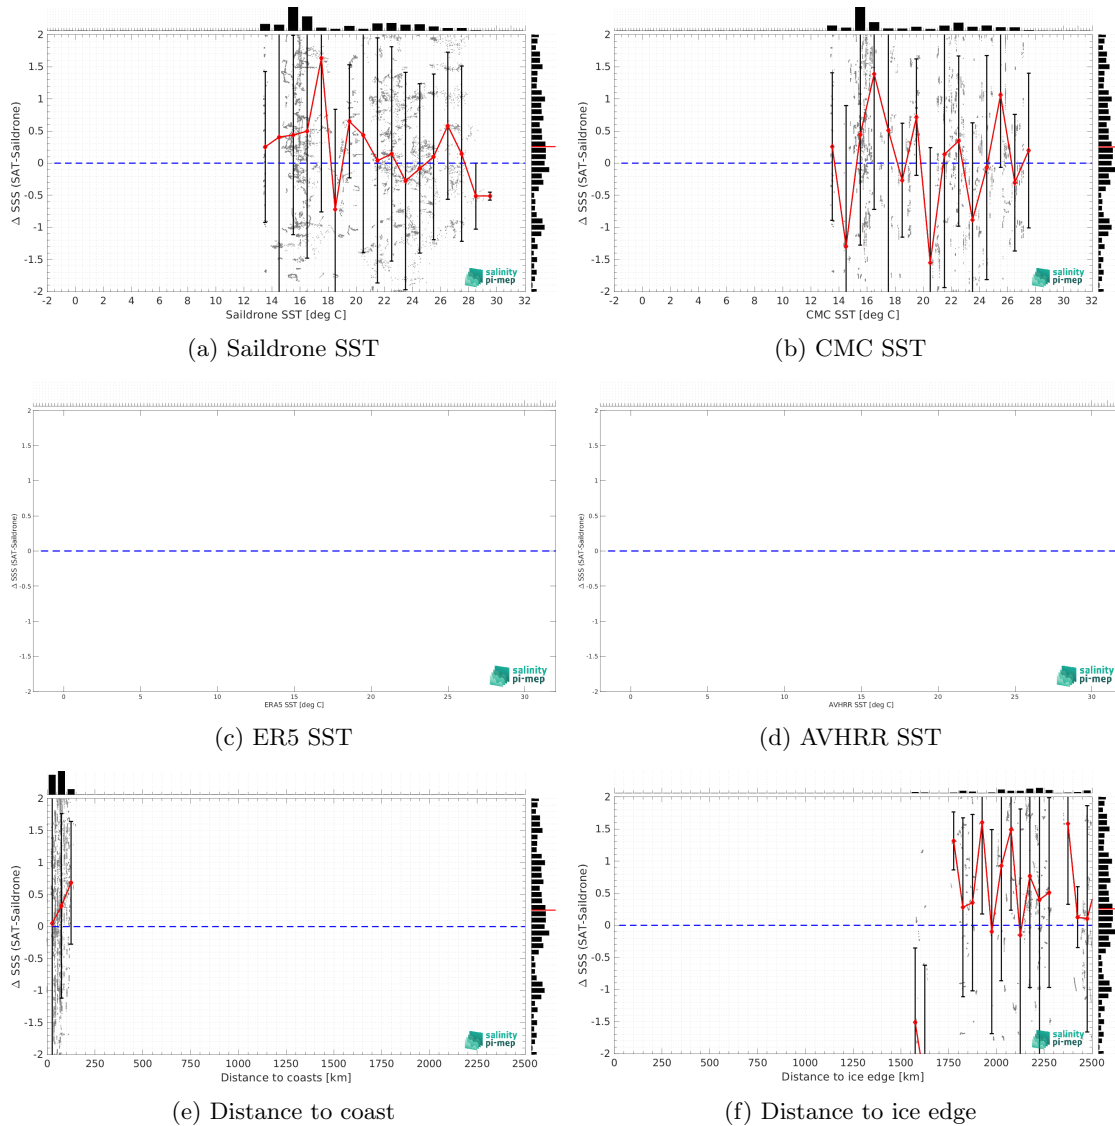 2
1.5
1
0.5
0
-0.5
-1
-1.5
-2
Δ SSS (SAT-Saildrone)
-2 0 2 4 6 8 10 12 14 16 18 20 22 24 26 28 30 32
Saildrone SST [deg C]
salinity
pi-mep
(a) Saildrone SST
2
1.5
1
0.5
0
-0.5
-1
-1.5
-2
Δ SSS (SAT-Saildrone)
-2 0 2 4 6 8 10 12 14 16 18 20 22 24 26 28 30 32
CMC SST [deg C]
salinity
pi-mep
(b) CMC SST
2
1.5
1
0.5
0
-0.5
-1
-1.5
-2
Δ SSS (SAT-Saildrone)
0 5 10 15 20 25 30
ERA5 SST [deg C]
salinity
pi-mep
(c) ER5 SST
2
1.5
1
0.5
0
-0.5
-1
-1.5
-2
Δ SSS (SAT-Saildrone)
0 5 10 15 20 25 30
AVHRR SST [deg C]
salinity
pi-mep
(d) AVHRR SST
2
1.5
1
0.5
0
-0.5
-1
-1.5
-2
Δ SSS (SAT-Saildrone)
0 250 500 750 1000 1250 1500 1750 2000 2250 2500
Distance to coasts [km]
salinity
pi-mep
(e) Distance to coast
2
1.5
1
0.5
0
-0.5
-1
-1.5
-2
Δ SSS (SAT-Saildrone)
0 250 500 750 1000 1250 1500 1750 2000 2250 2500
Distance to ice edge [km]
salinity
pi-mep
(f) Distance to ice edge